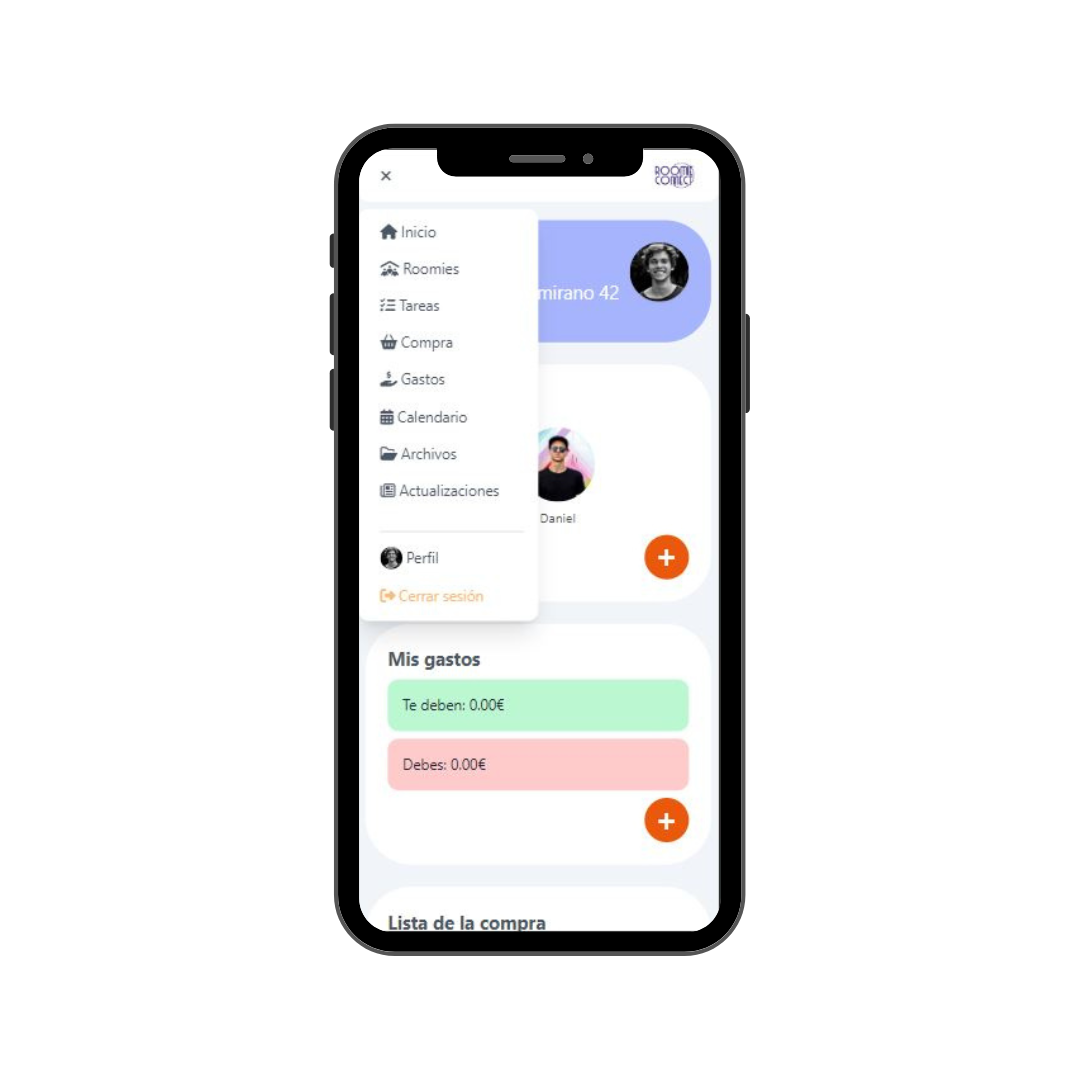 ×
ROOMIE
CONNECT
Inicio
Roomies
Tareas
Compra
Gastos
Calendario
Archivos
Actualizaciones
Perfil
Cerrar sesión
mirano 42
Daniel
+
Mis gastos
Te deben: 0.00€
Debes: 0.00€
+
Lista de la compra